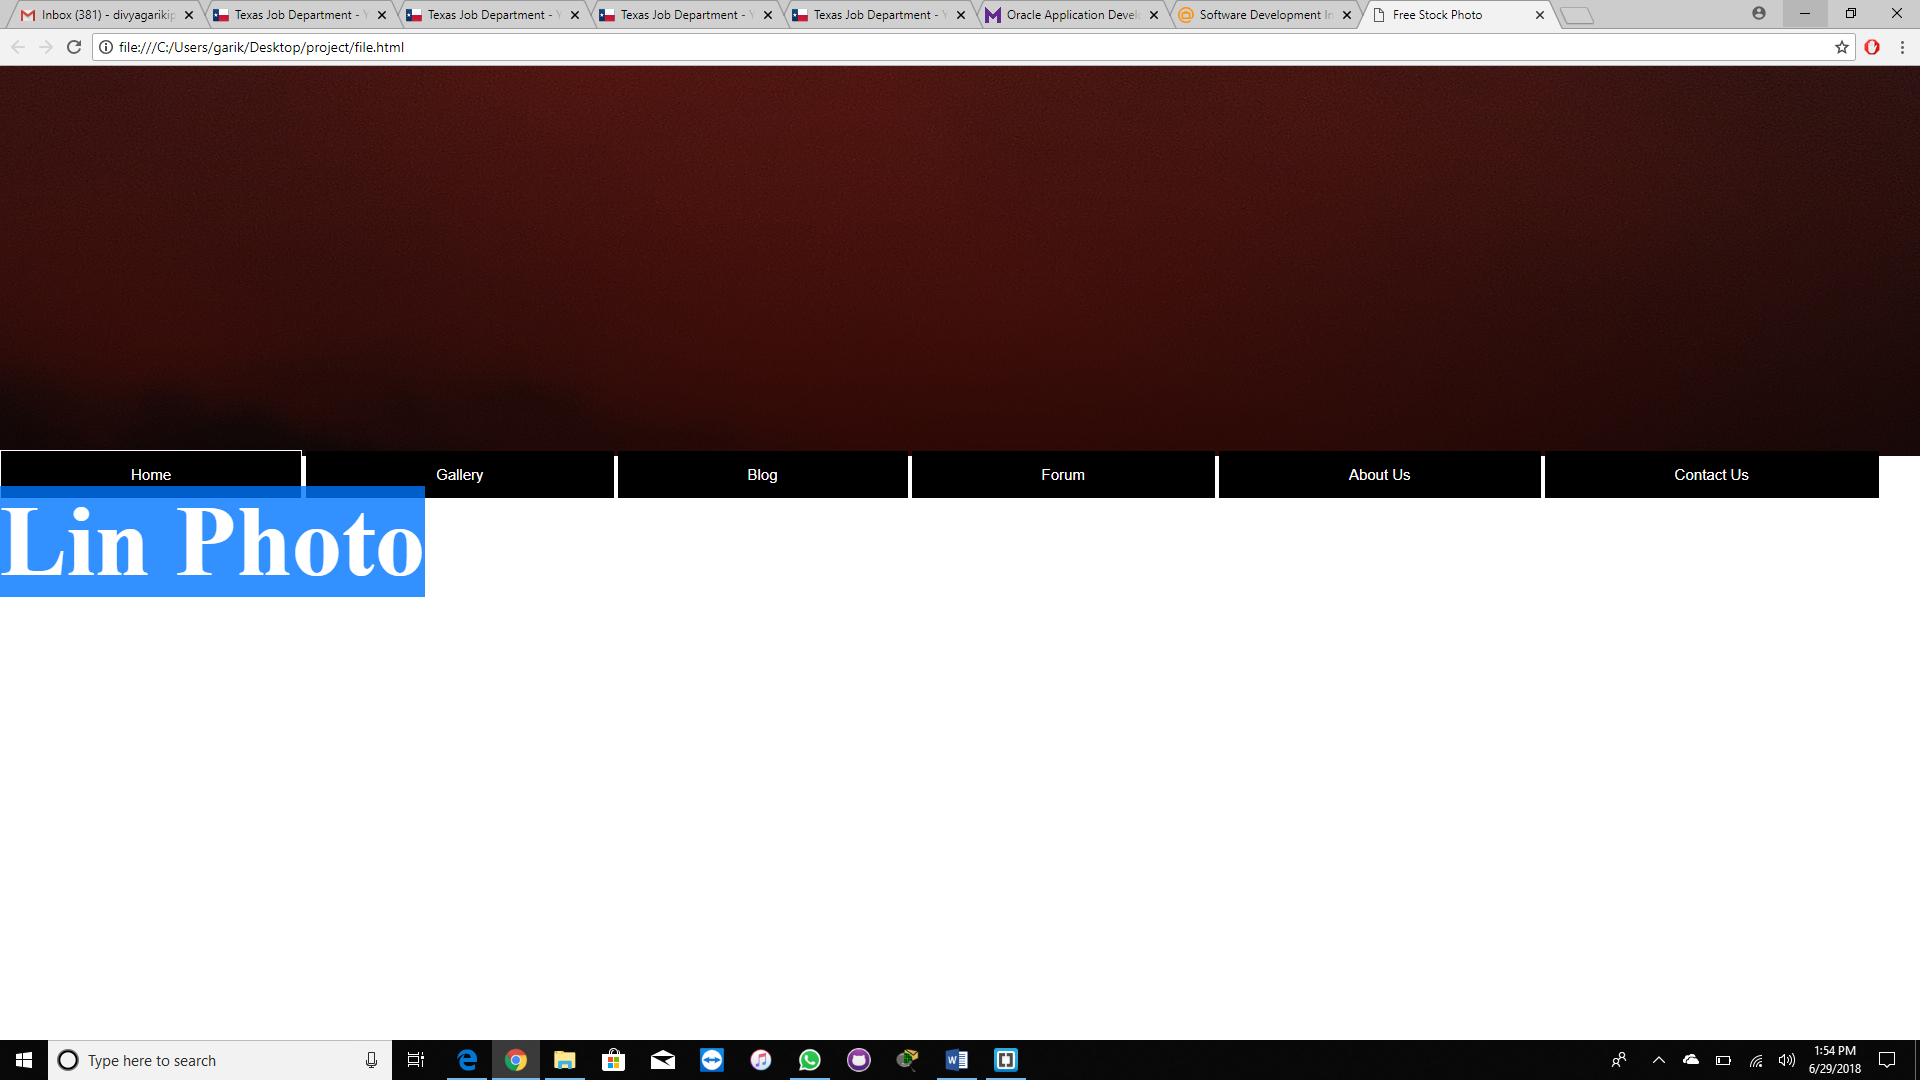 Inbox (381) - divyagarikip
Texas Job Department - Y
Texas Job Department - Y
Texas Job Department - Y
Texas Job Department - Y
Oracle Application Devel
Software Development In
Free Stock Photo
file:///C:/Users/garik/Desktop/project/file.html
Home Gallery Blog Forum About Us Contact Us
Lin Photo
Type here to search
1:54 PM
6/29/2018